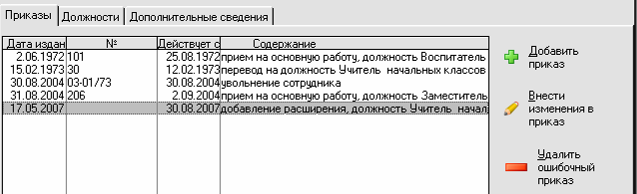 Приказы Должности Дополнительные сведения
Дата издан № Действует с Содержание
2.06.1972 101 25.08.1972 прием на основную работу, должность Воспитатель
15.02.1973 30 12.02.1973 перевод на должность Учитель начальных классов
30.08.2004 03-01/73 30.08.2004 увольнение сотрудника
31.08.2004 206 2.09.2004 прием на основную работу, должность Заместитель
17.05.2007 30.08.2007 добавление расширения, должность Учитель начал
Добавить
приказ
Внести
изменения в
приказ
Удалить
ошибочный
приказ